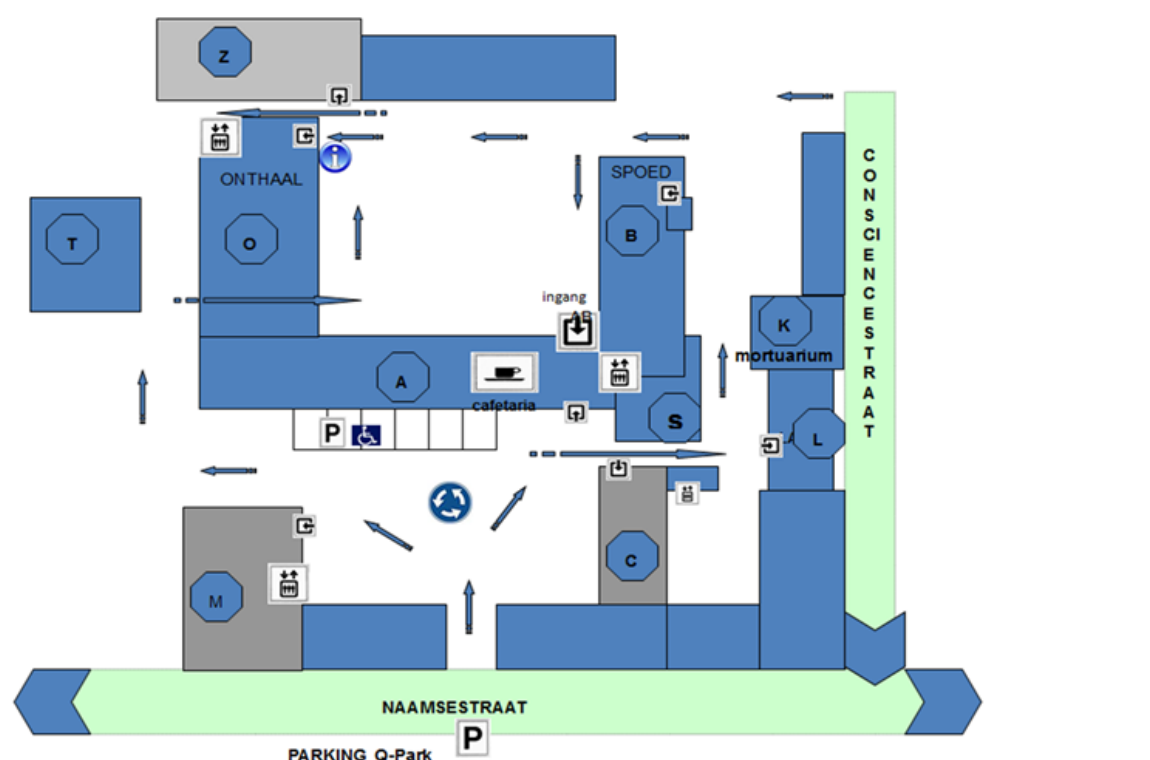 Z
ONTHAAL
i
SPOED
T
O
B
ingang
AB
K
mortuarium
A
cafetaria
S
L
P
C
M
CONSCIENCESTRAAT
NAAMSESTRAAT
P
PARKING Q-Park